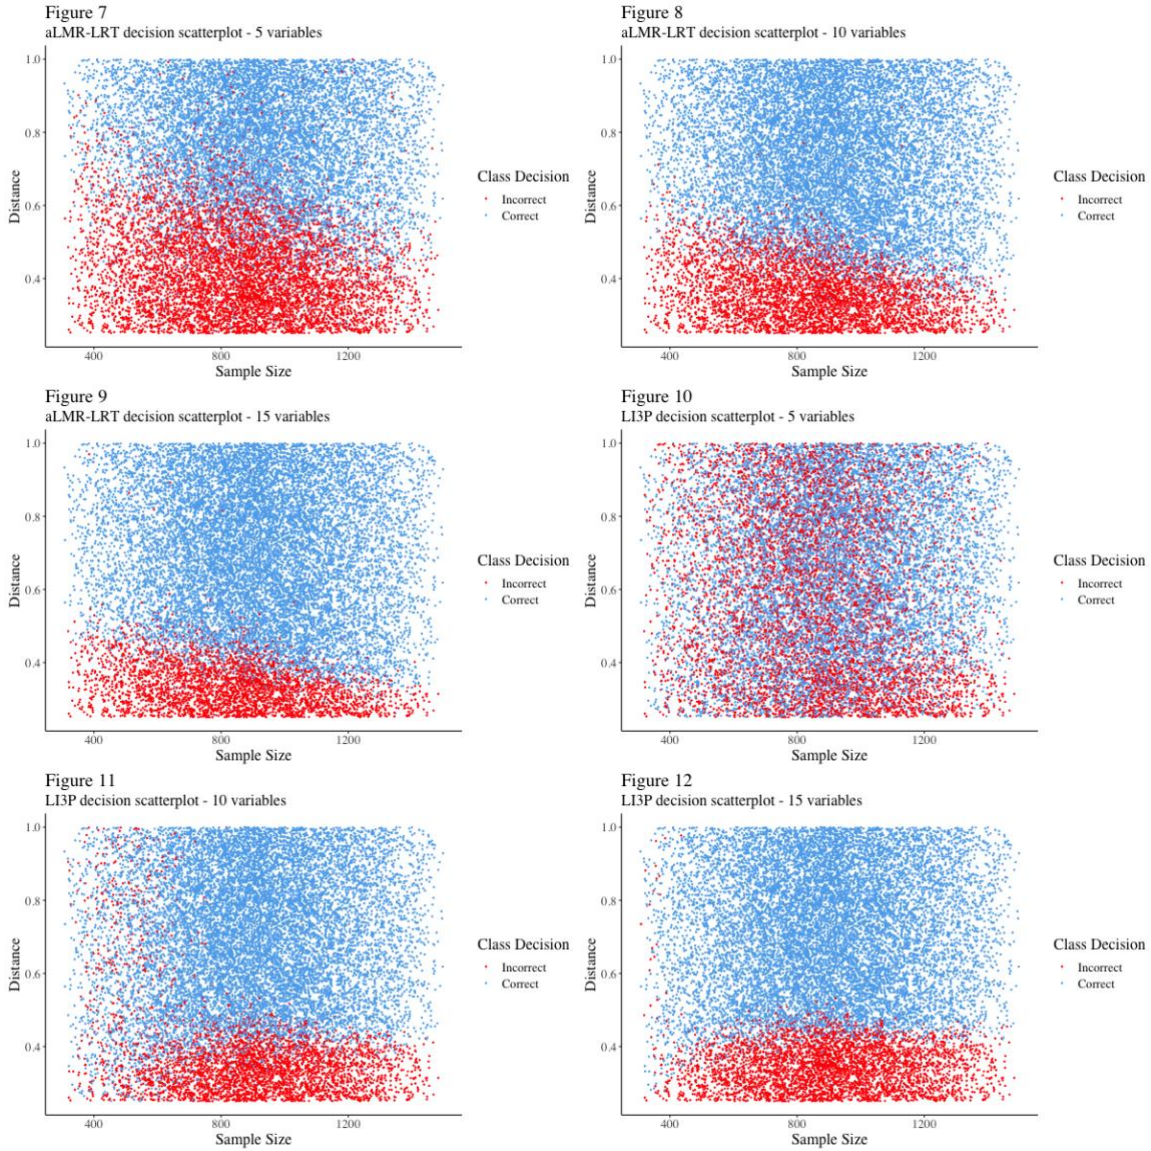 Figure 7
aLMR-LRT decision scatterplot - 5 variables
1.0
0.8
0.6
0.4
Distance
400
800
1200
Sample Size
Class Decision
Incorrect
Correct
Figure 8
aLMR-LRT decision scatterplot - 10 variables
1.0
0.8
0.6
0.4
Distance
400
800
1200
Sample Size
Class Decision
Incorrect
Correct
Figure 9
aLMR-LRT decision scatterplot - 15 variables
1.0
0.8
0.6
0.4
Distance
400
800
1200
Sample Size
Class Decision
Incorrect
Correct
Figure 10
LI3P decision scatterplot - 5 variables
1.0
0.8
0.6
0.4
Distance
400
800
1200
Sample Size
Class Decision
Incorrect
Correct
Figure 11
LI3P decision scatterplot - 10 variables
1.0
0.8
0.6
0.4
Distance
400
800
1200
Sample Size
Class Decision
Incorrect
Correct
Figure 12
LI3P decision scatterplot - 15 variables
1.0
0.8
0.6
0.4
Distance
400
800
1200
Sample Size
Class Decision
Incorrect
Correct